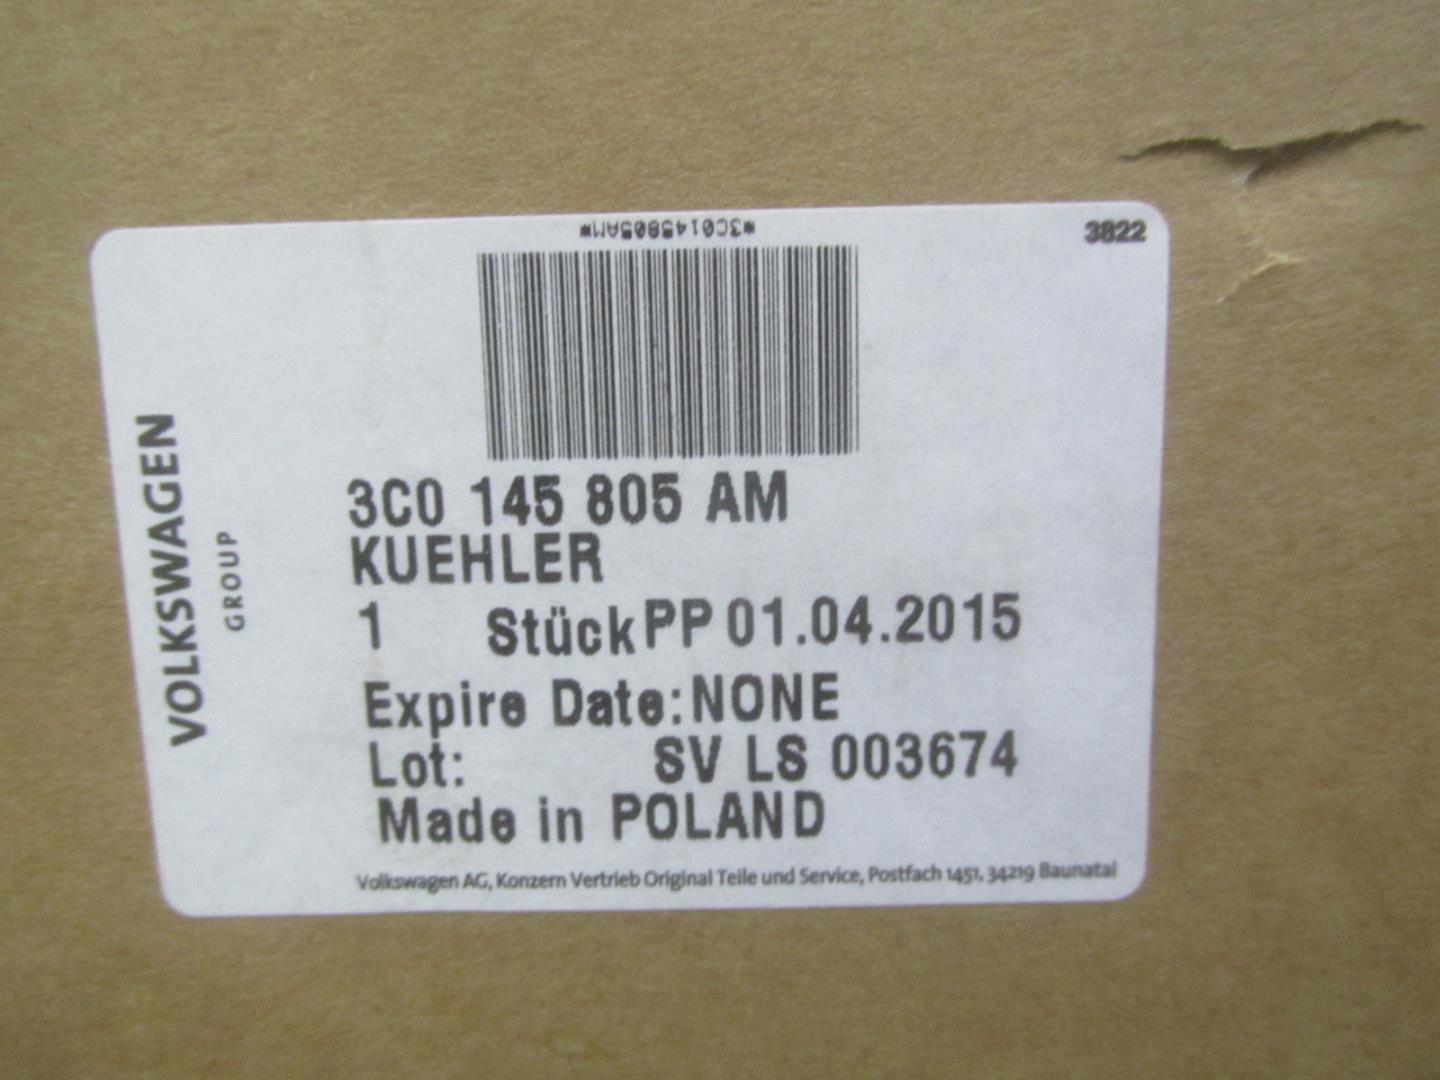 *3C0145805AM*
3822
VOLKSWAGEN
GROUP
3C0 145 805 AM
KUEHLER
1 Stück PP 01.04.2015
Expire Date: NONE
Lot: SV LS 003674
Made in POLAND
Volkswagen AG, Konzern Vertrieb Original Teile und Service, Postfach 1451, 34219 Baunatal